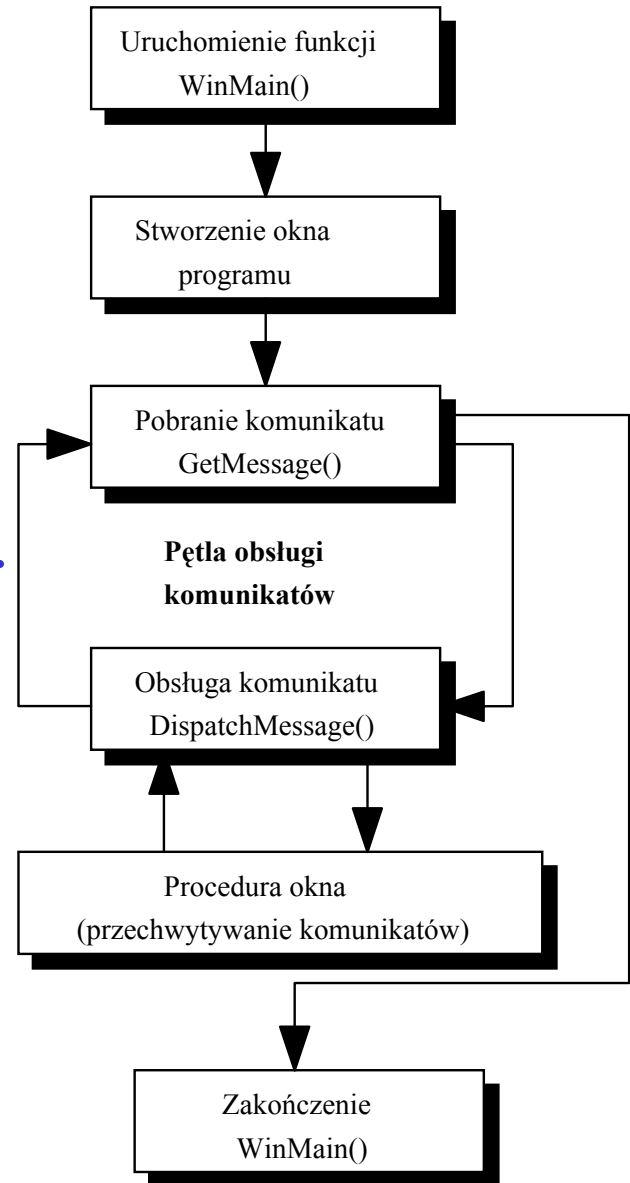 Uruchomienie funkcji
WinMain()
Stworzenie okna
programu
Pobranie komunikatu
GetMessage()
Pętla obsługi
komunikatów
Obsługa komunikatu
DispatchMessage()
Procedura okna
(przechwytywanie komunikatów)
Zakończenie
WinMain()